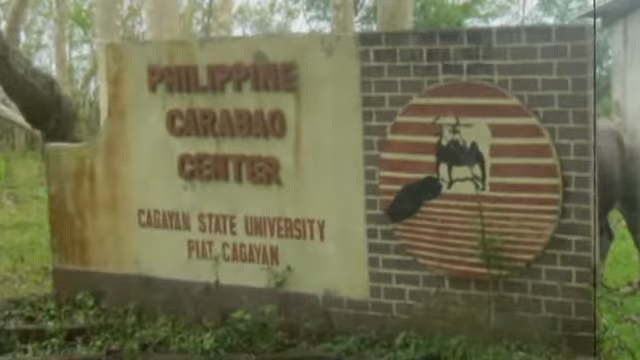 PHILIPPINE
CARABAO
CENTER
CAGAYAN STATE UNIVERSITY
PIAT, CAGAYAN